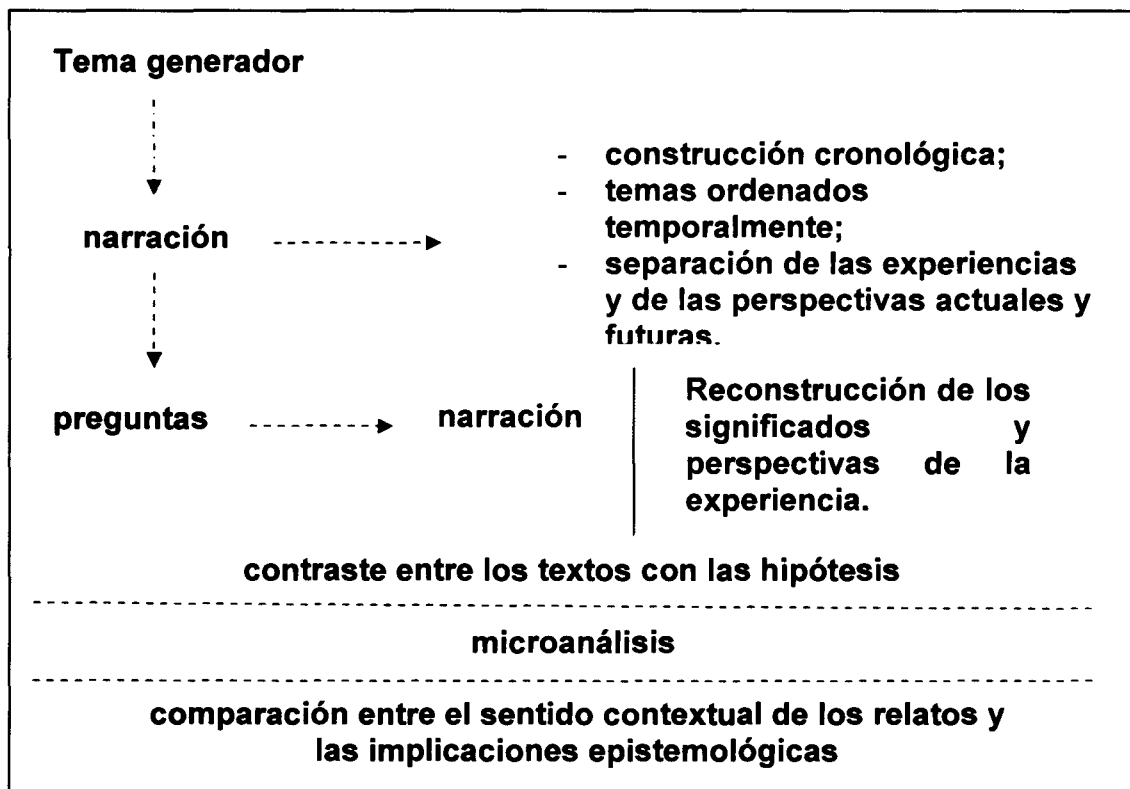 Tema generador
- construcción cronológica;
- temas ordenados
temporalmente;
narración
- separación de las experiencias
y de las perspectivas actuales y
futuras.
preguntas
narración
Reconstrucción de los
significados y
perspectivas de la
experiencia.
contraste entre los textos con las hipótesis
microanálisis
comparación entre el sentido contextual de los relatos y
las implicaciones epistemológicas